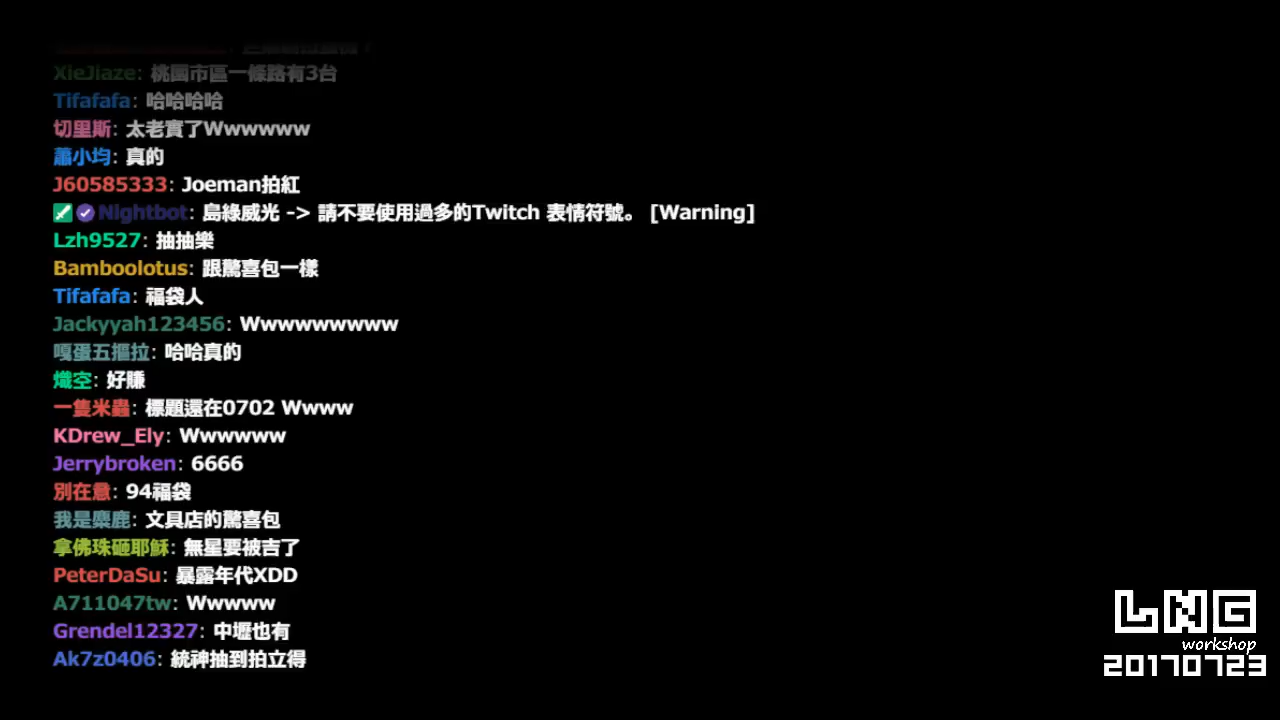 XieJiaze: 桃園市區一條路有3台
Tifafafa: 哈哈哈哈
切里斯: 太老實了Wwwwww
蕭小均: 真的
J60585333: Joeman拍紅
Nightbot: 島綠威光 -> 請不要使用過多的Twitch 表情符號。 [Warning]
Lzh9527: 抽抽樂
Bamboolotus: 跟驚喜包一樣
Tifafafa: 福袋人
Jackyyah123456: Wwwwwwwww
嘎蛋五摳拉: 哈哈真的
熾空: 好賺
一隻米蟲: 標題還在0702 Wwww
KDrew_Ely: Wwwwww
Jerrybroken: 6666
別在意: 94福袋
我是麋鹿: 文具店的驚喜包
拿佛珠砸耶穌: 無星要被吉了
PeterDaSu: 暴露年代XDD
A711047tw: Wwwww
Grendel12327: 中壢也有
Ak7z0406: 統神抽到拍立得
LNG
workshop
20170723